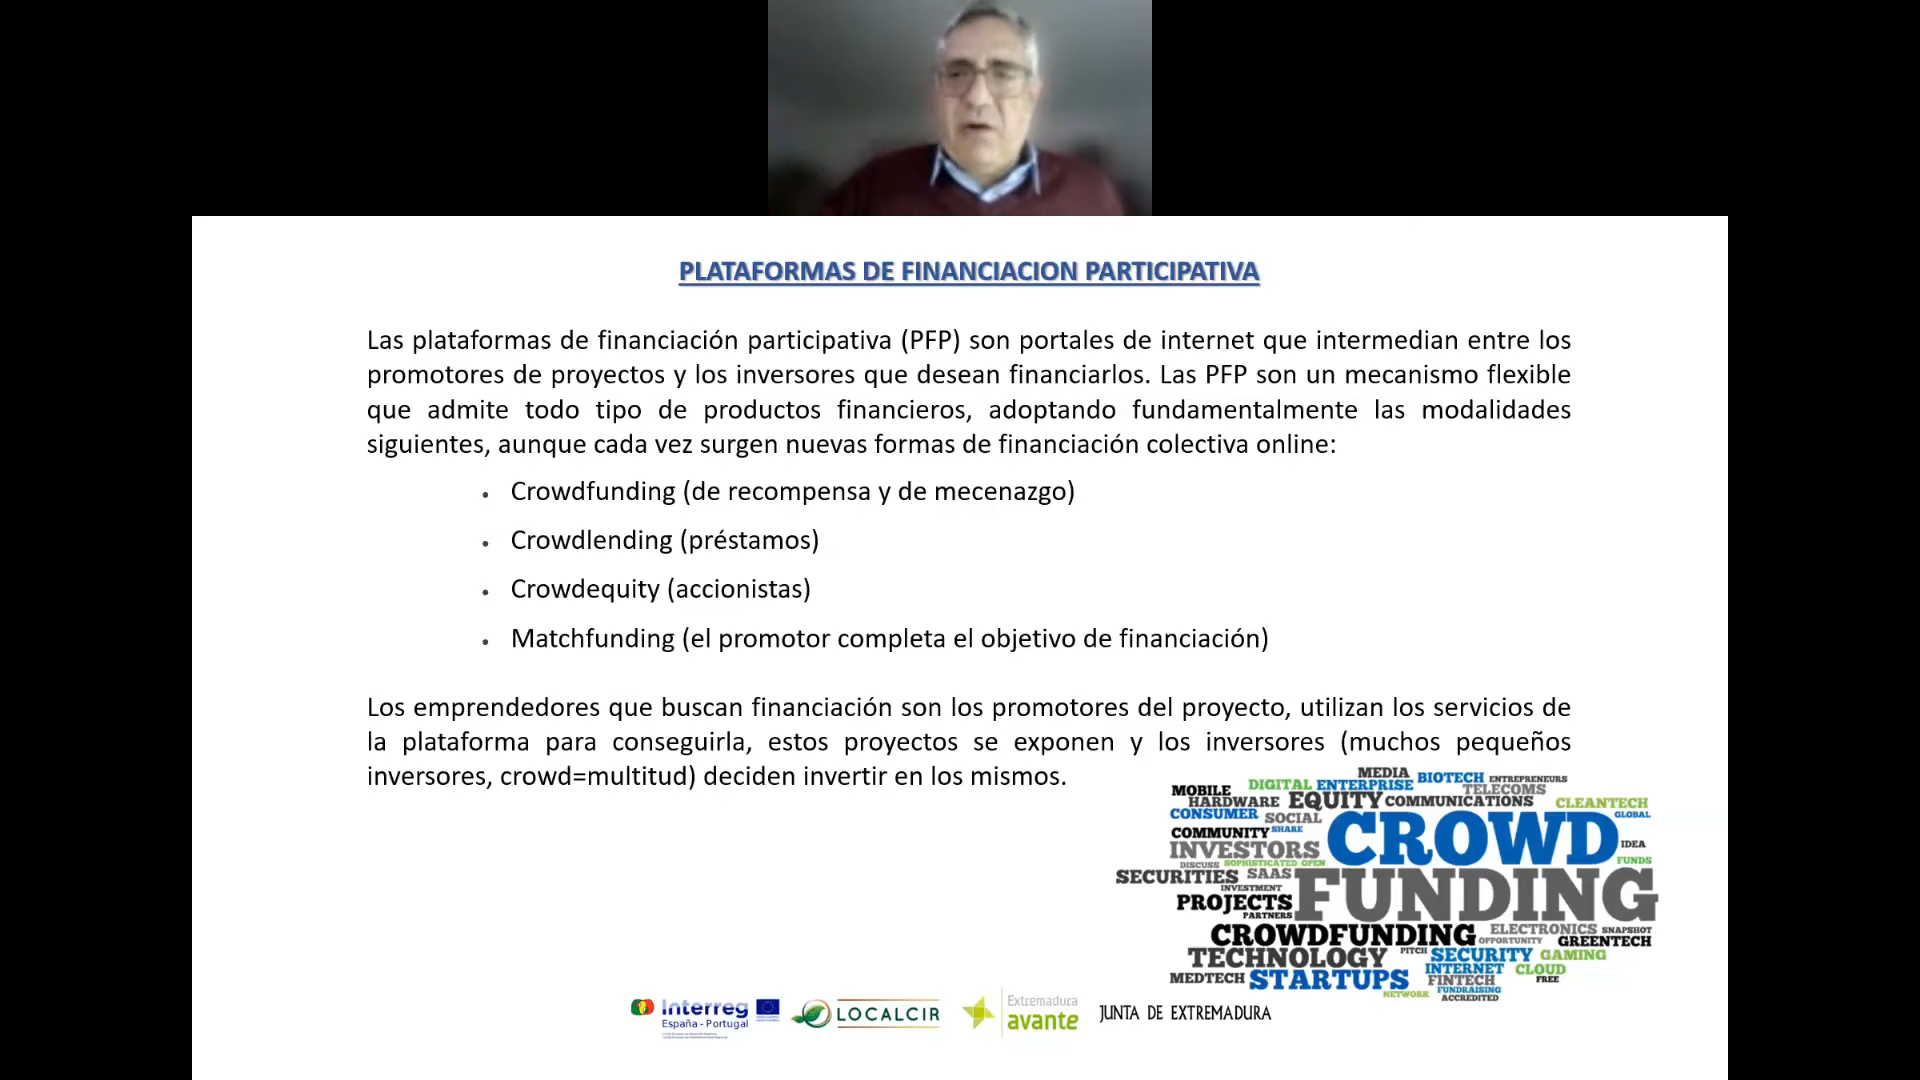 PLATAFORMAS DE FINANCIACION PARTICIPATIVA
Las plataformas de financiación participativa (PFP) son portales de internet que intermedian entre los
promotores de proyectos y los inversores que desean financiarlos. Las PFP son un mecanismo flexible
que admite todo tipo de productos financieros, adoptando fundamentalmente las modalidades
siguientes, aunque cada vez surgen nuevas formas de financiación colectiva online:
• Crowdfunding (de recompensa y de mecenazgo)
• Crowdlending (préstamos)
• Crowdequity (accionistas)
• Matchfunding (el promotor completa el objetivo de financiación)
Los emprendedores que buscan financiación son los promotores del proyecto, utilizan los servicios de
la plataforma para conseguirla, estos proyectos se exponen y los inversores (muchos pequeños
inversores, crowd=multitud) deciden invertir en los mismos.
MEDIA
MOBILE DIGITAL ENTERPRISE BIOTECH ENTREPRENEURS
TELECOMS
HARDWARE EQUITY COMMUNICATIONS CLEANTECH
CONSUMER SOCIAL GLOBAL
COMMUNITY SHARE CROWD
INVESTORS IDEA
DISCUSS SOPHISTICATED OPEN FUNDS
SECURITIES SAAS FUNDING
INVESTMENT
PROJECTS
PARTNERS
CROWDFUNDING ELECTRONICS SNAPSHOT
OPPORTUNITY GREENTECH
TECHNOLOGY PITCH SECURITY GAMING
INTERNET CLOUD
MEDTECH STARTUPS FINTECH FREE
FUNDRAISING
NETWORK ACCREDITED
Interreg
España - Portugal
LOCALCIR
Extremadura
avante
JUNTA DE EXTREMADURA